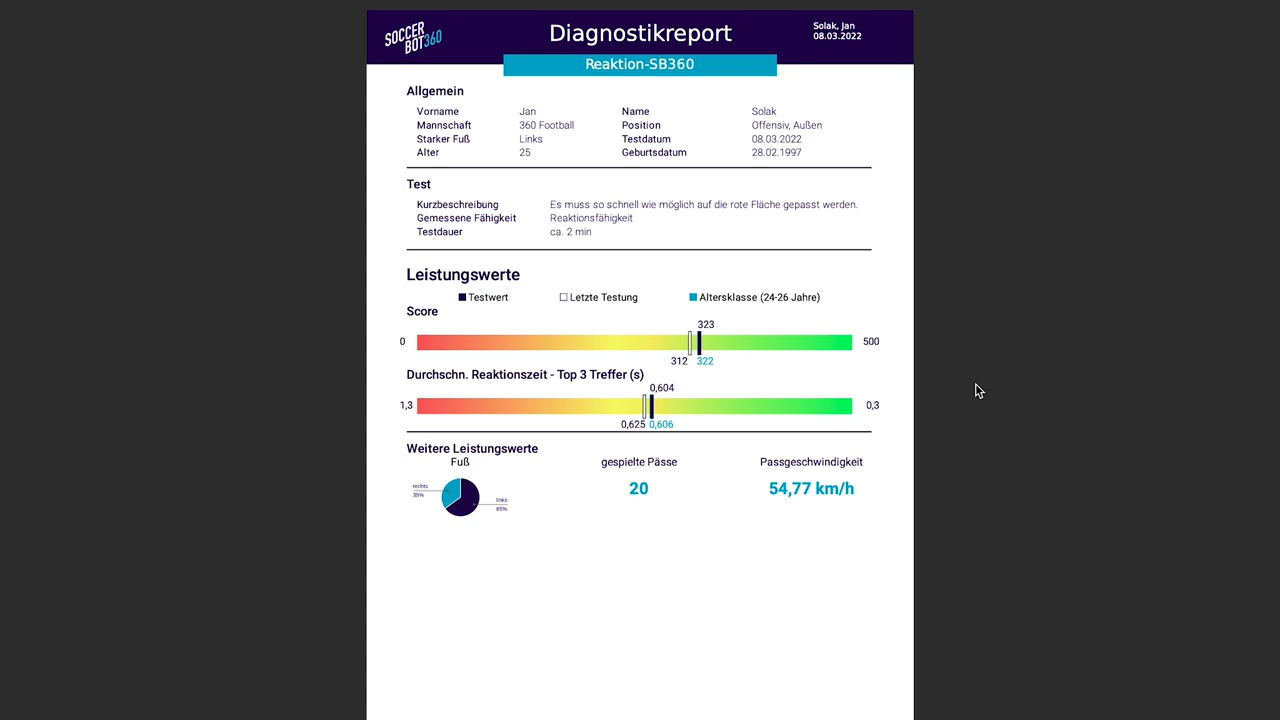 SOCCER
BOT360
Diagnostikreport
Solak, Jan
08.03.2022
Reaktion-SB360
Allgemein
Vorname Jan Name Solak
Mannschaft 360 Football Position Offensiv, Außen
Starker Fuß Links Testdatum 08.03.2022
Alter 25 Geburtsdatum 28.02.1997
Test
Kurzbeschreibung Es muss so schnell wie möglich auf die rote Fläche gepasst werden.
Gemessene Fähigkeit Reaktionsfähigkeit
Testdauer ca. 2 min
Leistungswerte
Testwert Letzte Testung Altersklasse (24-26 Jahre)
Score
323
0 500
312 322
Durchschn. Reaktionszeit - Top 3 Treffer (s)
0,604
1,3 0,3
0,625 0,606
Weitere Leistungswerte
Fuß gespielte Pässe Passgeschwindigkeit
rechts
35%
links
65%
20 54,77 km/h